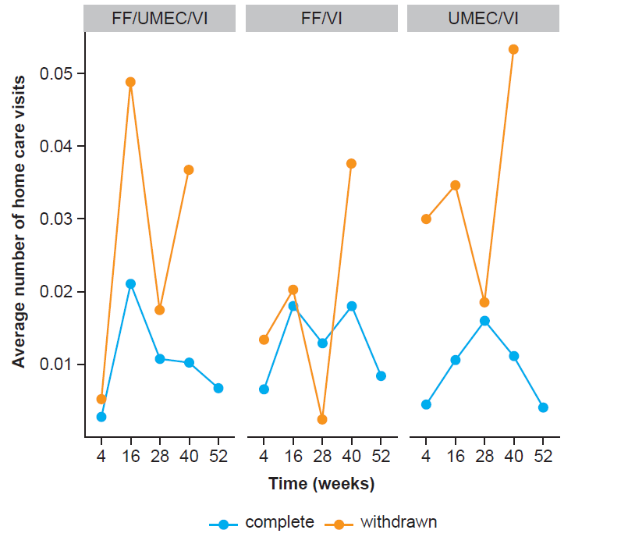 FF/UMEC/VI FF/VI UMEC/VI
Average number of home care visits
0.05
0.04
0.03
0.02
0.01
4 16 28 40 52 4 16 28 40 52 4 16 28 40 52
Time (weeks)
complete withdrawn